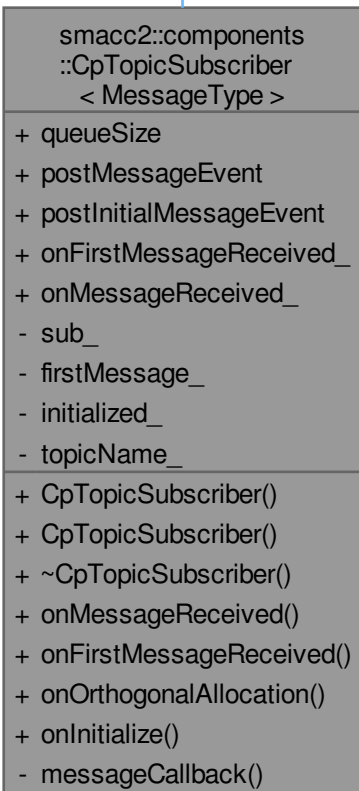 smacc2::components
::CpTopicSubscriber
< MessageType >
+ queueSize
+ postMessageEvent
+ postInitialMessageEvent
+ onFirstMessageReceived_
+ onMessageReceived_
- sub_
- firstMessage_
- initialized_
- topicName_
+ CpTopicSubscriber()
+ CpTopicSubscriber()
+ ~CpTopicSubscriber()
+ onMessageReceived()
+ onFirstMessageReceived()
+ onOrthogonalAllocation()
+ onInitialize()
- messageCallback()